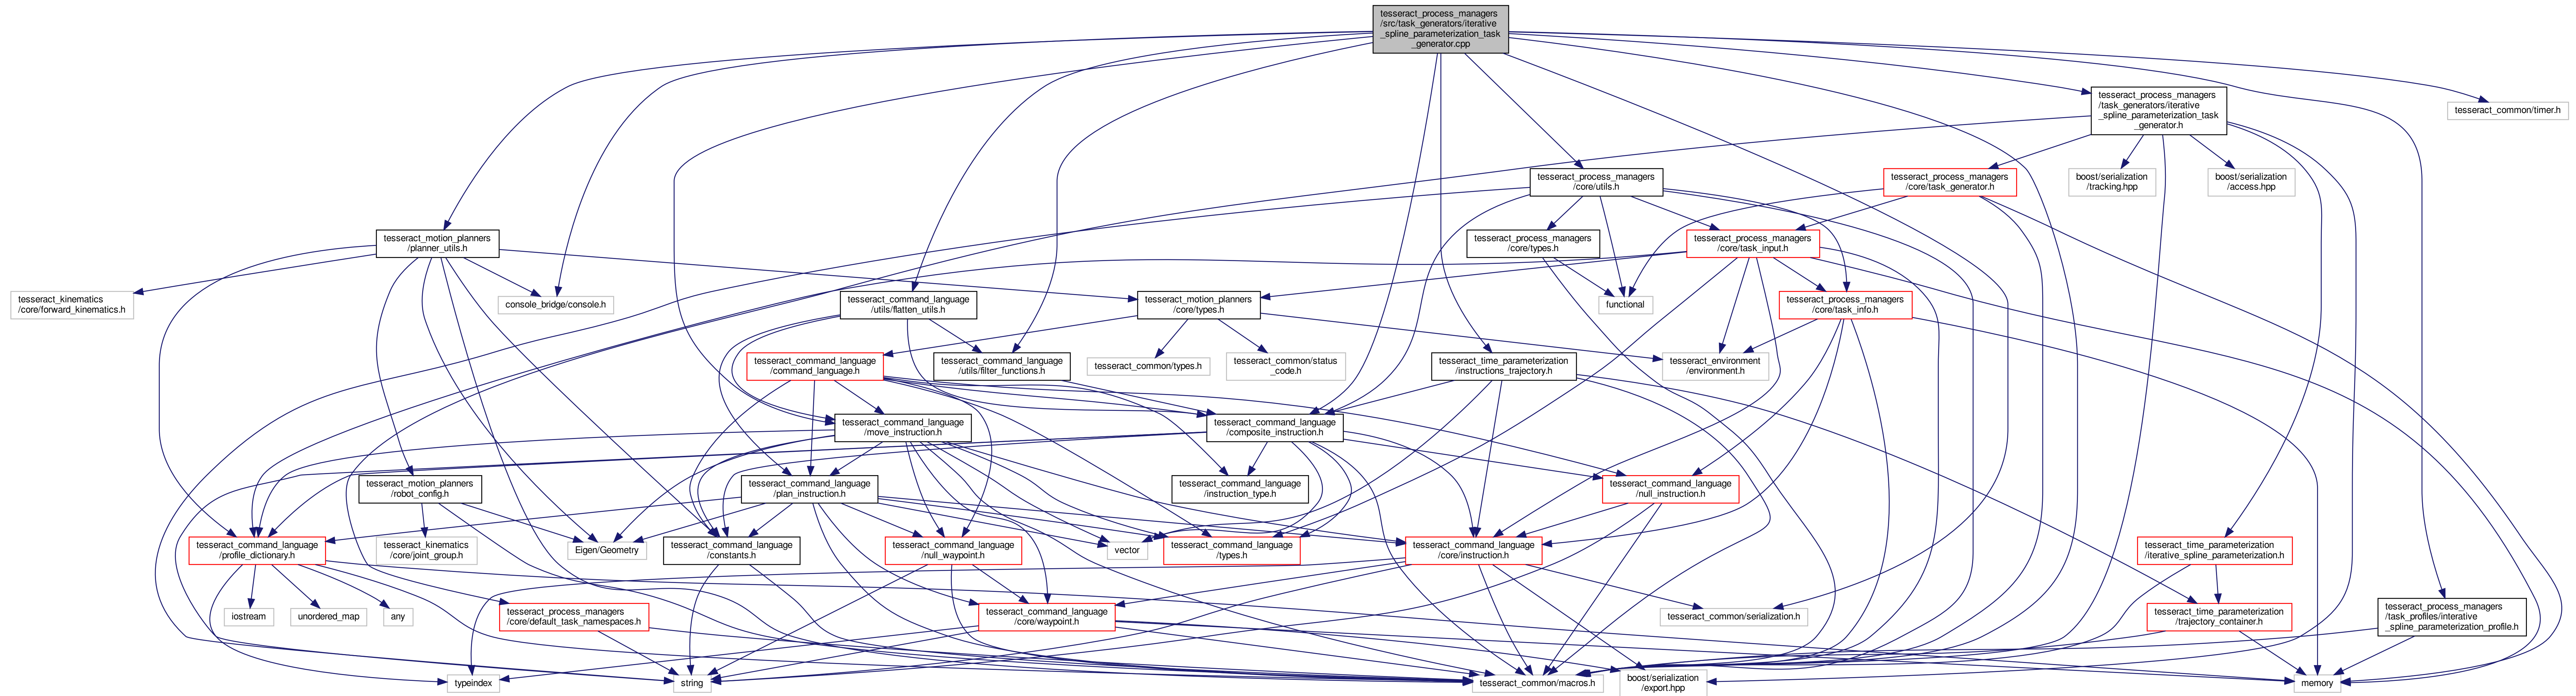 tesseract_process_managers
/src/task_generators/iterative
_spline_parameterization_task
_generator.cpp
tesseract_process_managers
/task_generators/iterative
_spline_parameterization_task
_generator.h
tesseract_common/timer.h
tesseract_process_managers
/core/utils.h
tesseract_process_managers
/core/task_generator.h
boost/serialization
/tracking.hpp
boost/serialization
/access.hpp
tesseract_motion_planners
/planner_utils.h
tesseract_process_managers
/core/types.h
tesseract_process_managers
/core/task_input.h
tesseract_kinematics
/core/forward_kinematics.h
console_bridge/console.h
tesseract_command_language
/utils/flatten_utils.h
tesseract_motion_planners
/core/types.h
functional
tesseract_process_managers
/core/task_info.h
tesseract_command_language
/command_language.h
tesseract_command_language
/utils/filter_functions.h
tesseract_common/types.h
tesseract_common/status
_code.h
tesseract_time_parameterization
/instructions_trajectory.h
tesseract_environment
/environment.h
tesseract_command_language
/move_instruction.h
tesseract_command_language
/composite_instruction.h
tesseract_motion_planners
/robot_config.h
tesseract_command_language
/plan_instruction.h
tesseract_command_language
/instruction_type.h
tesseract_command_language
/null_instruction.h
tesseract_command_language
/profile_dictionary.h
tesseract_kinematics
/core/joint_group.h
Eigen/Geometry
tesseract_command_language
/constants.h
tesseract_command_language
/null_waypoint.h
vector
tesseract_command_language
/types.h
tesseract_command_language
/core/instruction.h
tesseract_time_parameterization
/iterative_spline_parameterization.h
iostream
unordered_map
any
tesseract_process_managers
/core/default_task_namespaces.h
tesseract_command_language
/core/waypoint.h
tesseract_common/serialization.h
tesseract_time_parameterization
/trajectory_container.h
tesseract_process_managers
/task_profiles/iterative
_spline_parameterization_profile.h
typeindex
string
tesseract_common/macros.h
boost/serialization
/export.hpp
memory